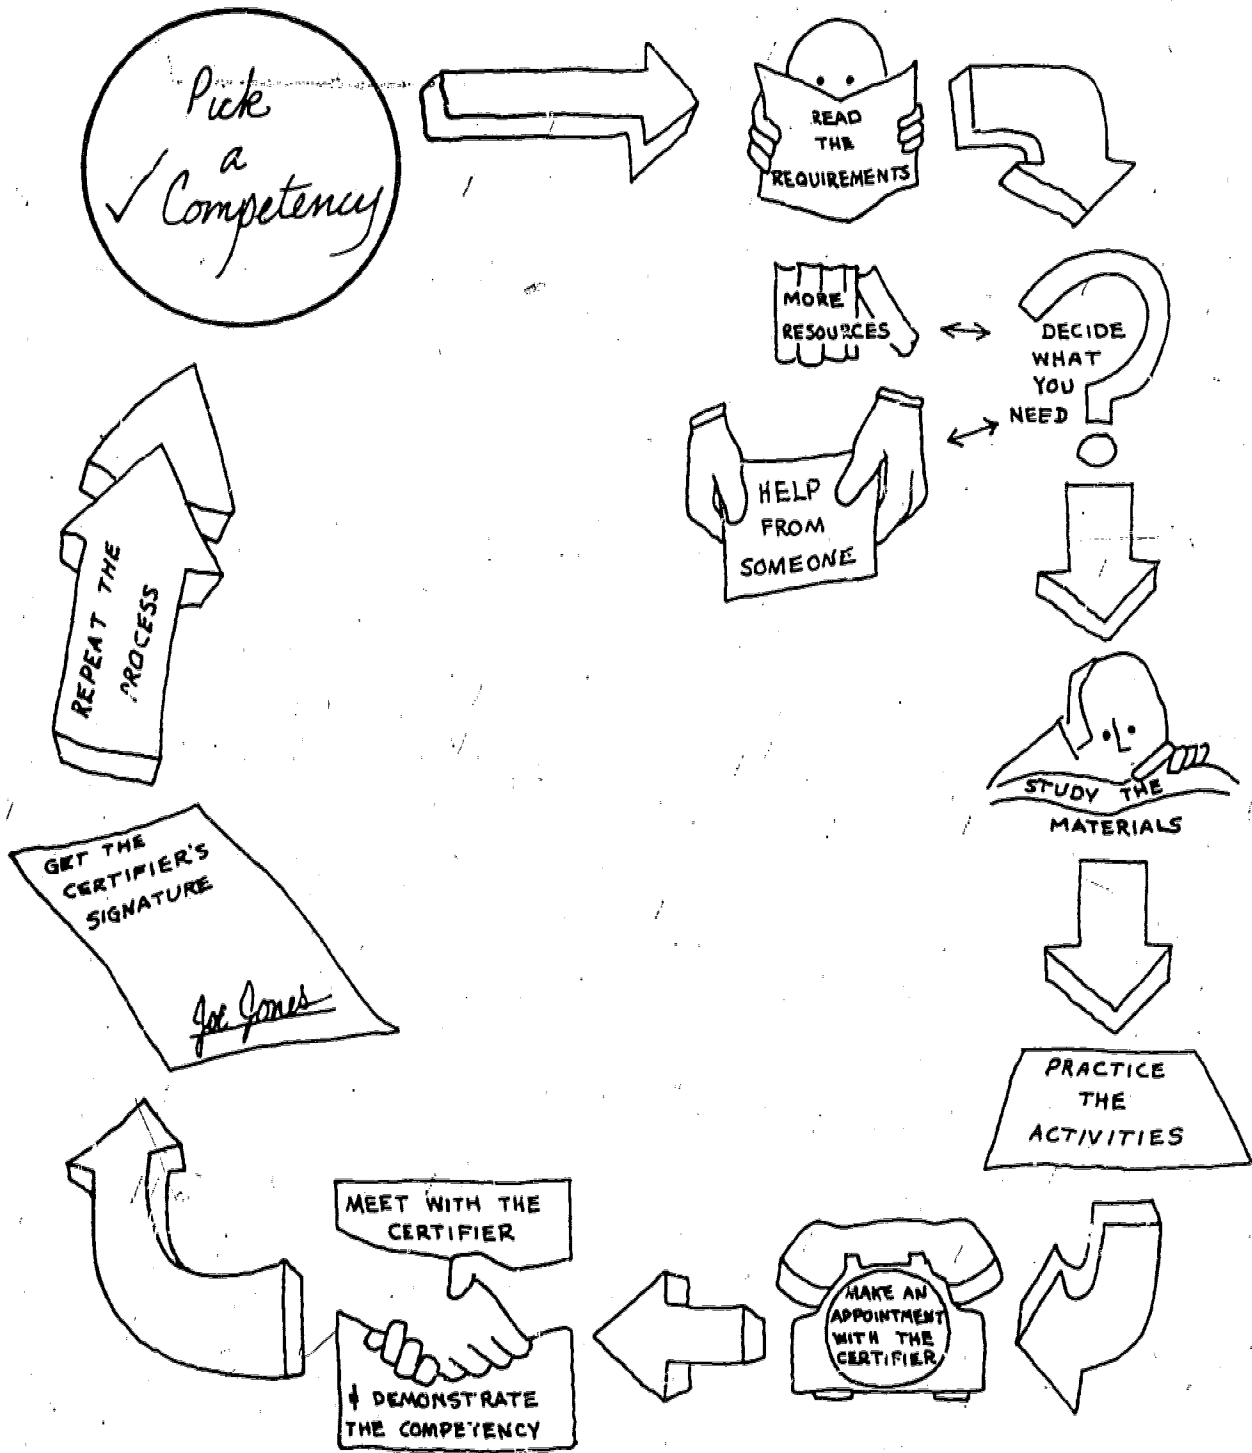 Pick
a
✓ Competency
READ
THE
REQUIREMENTS
MORE
RESOURCES
DECIDE
WHAT
YOU
NEED
HELP
FROM
SOMEONE
STUDY THE
MATERIALS
PRACTICE
THE
ACTIVITIES
MAKE AN
APPOINTMENT
WITH THE
CERTIFIER
MEET WITH THE
CERTIFIER
& DEMONSTRATE
THE COMPETENCY
GET THE
CERTIFIER'S
SIGNATURE
Joe Jones
REPEAT THE
PROCESS